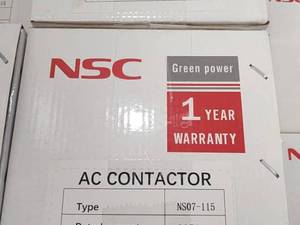 NSC
Green power
1 YEAR
WARRANTY
AC CONTACTOR
Type NS07-115